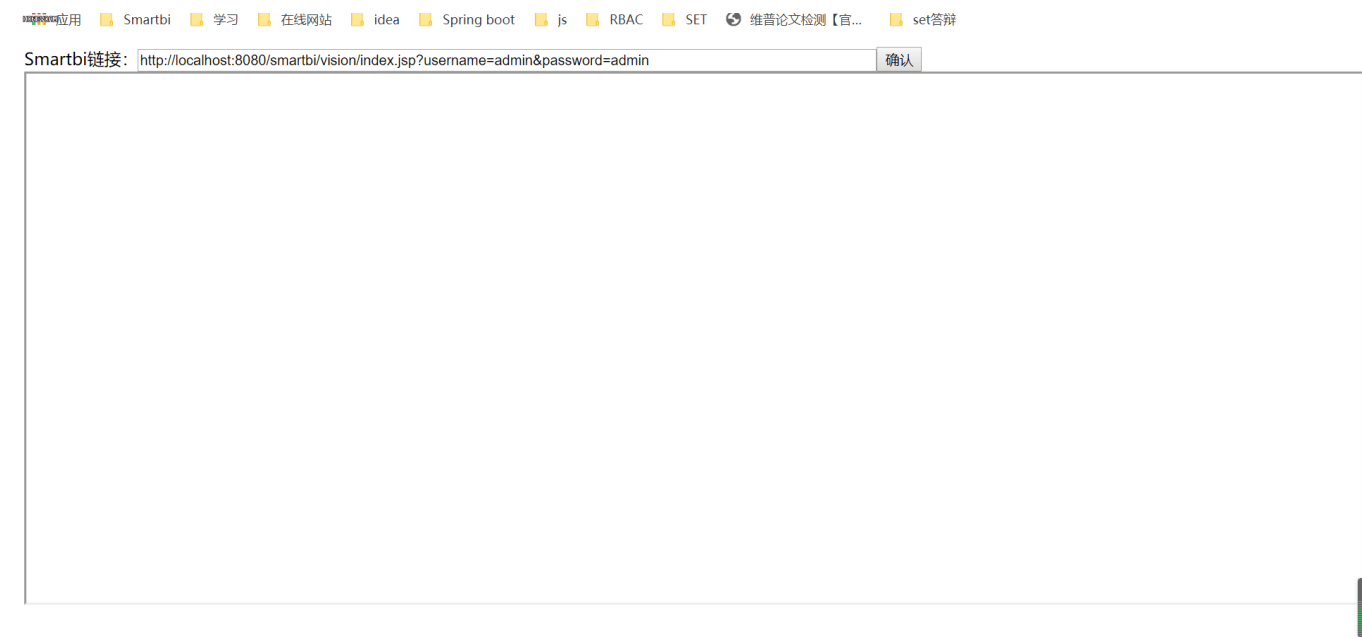 应用 Smartbi 学习 在线网站 idea Spring boot js RBAC SET 维普论文检测【官... set答辩
Smartbi链接： http://localhost:8080/smartbi/vision/index.jsp?username=admin&password=admin 确认